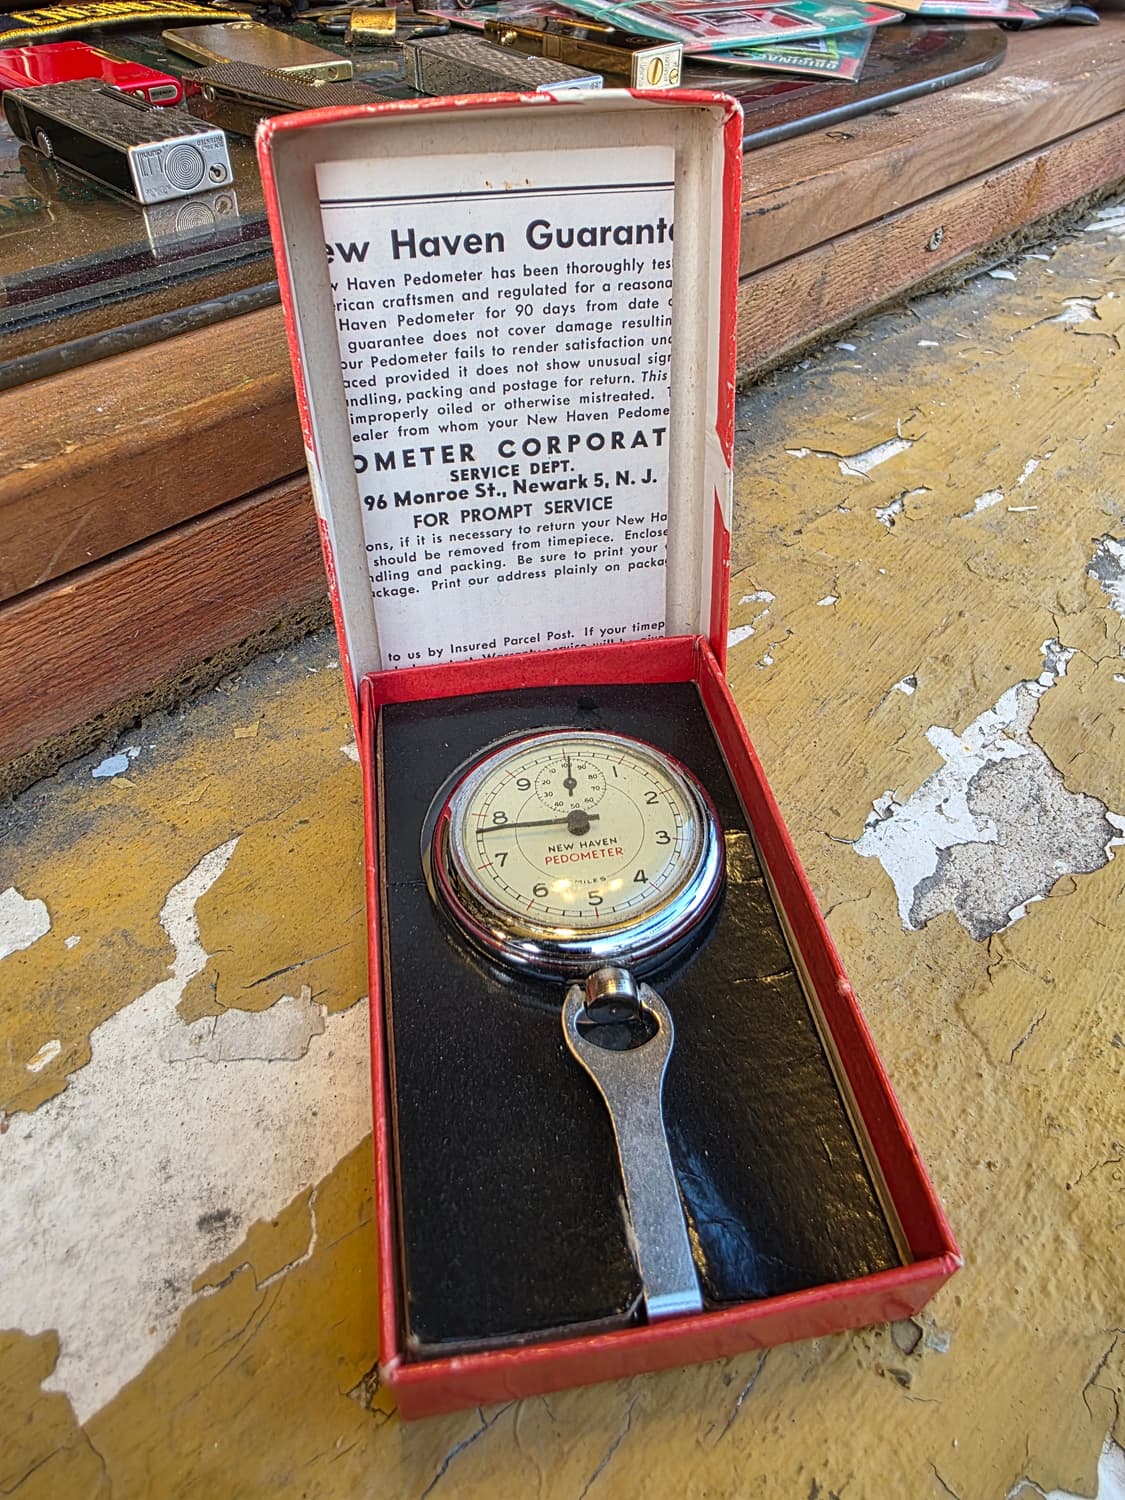 ew Haven Guarant
Haven Pedometer has been thoroughly tes
rican craftsmen and regulated for a reasona
Haven Pedometer for 90 days from date
guarantee does not cover damage resultin
our Pedometer fails to render satisfaction un
aced provided it does not show unusual sig
ndling, packing and postage for return. This
improperly oiled or otherwise mistreated.
ealer from whom your New Haven Pedome
OMETER CORPORAT
SERVICE DEPT.
96 Monroe St., Newark 5, N. J.
FOR PROMPT SERVICE
ons, if it is necessary to return your New Ha
should be removed from timepiece. Enclose
ndling and packing. Be sure to print your
ackage. Print our address plainly on packa
to us by Insured Parcel Post. If your timep
100 90 80 70 60 50 40 30 20 10
1 2 3 4 5 6 7 8 9
NEW HAVEN
PEDOMETER
MILES
ORIGINAL
dunhill